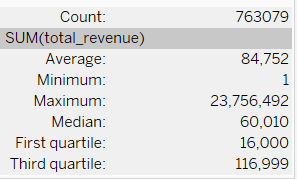 Count: 763079
SUM(total_revenue)
Average: 84,752
Minimum: 1
Maximum: 23,756,492
Median: 60,010
First quartile: 16,000
Third quartile: 116,999